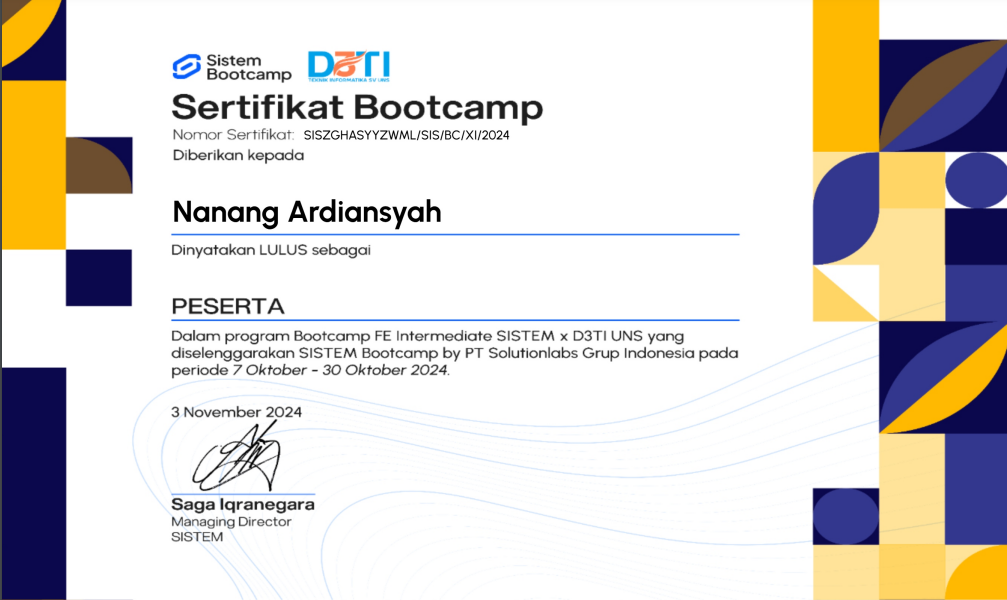 Sistem
Bootcamp
D3TI
TEKNIK INFORMATIKA SV UNS
Sertifikat Bootcamp
Nomor Sertifikat: SISZGHASYYZWML/SIS/BC/XI/2024
Diberikan kepada
Nanang Ardiansyah
Dinyatakan LULUS sebagai
PESERTA
Dalam program Bootcamp FE Intermediate SISTEM x D3TI UNS yang
diselenggarakan SISTEM Bootcamp by PT Solutionlabs Grup Indonesia pada
periode 7 Oktober - 30 Oktober 2024.
3 November 2024
Saga Iqranegara
Managing Director
SISTEM